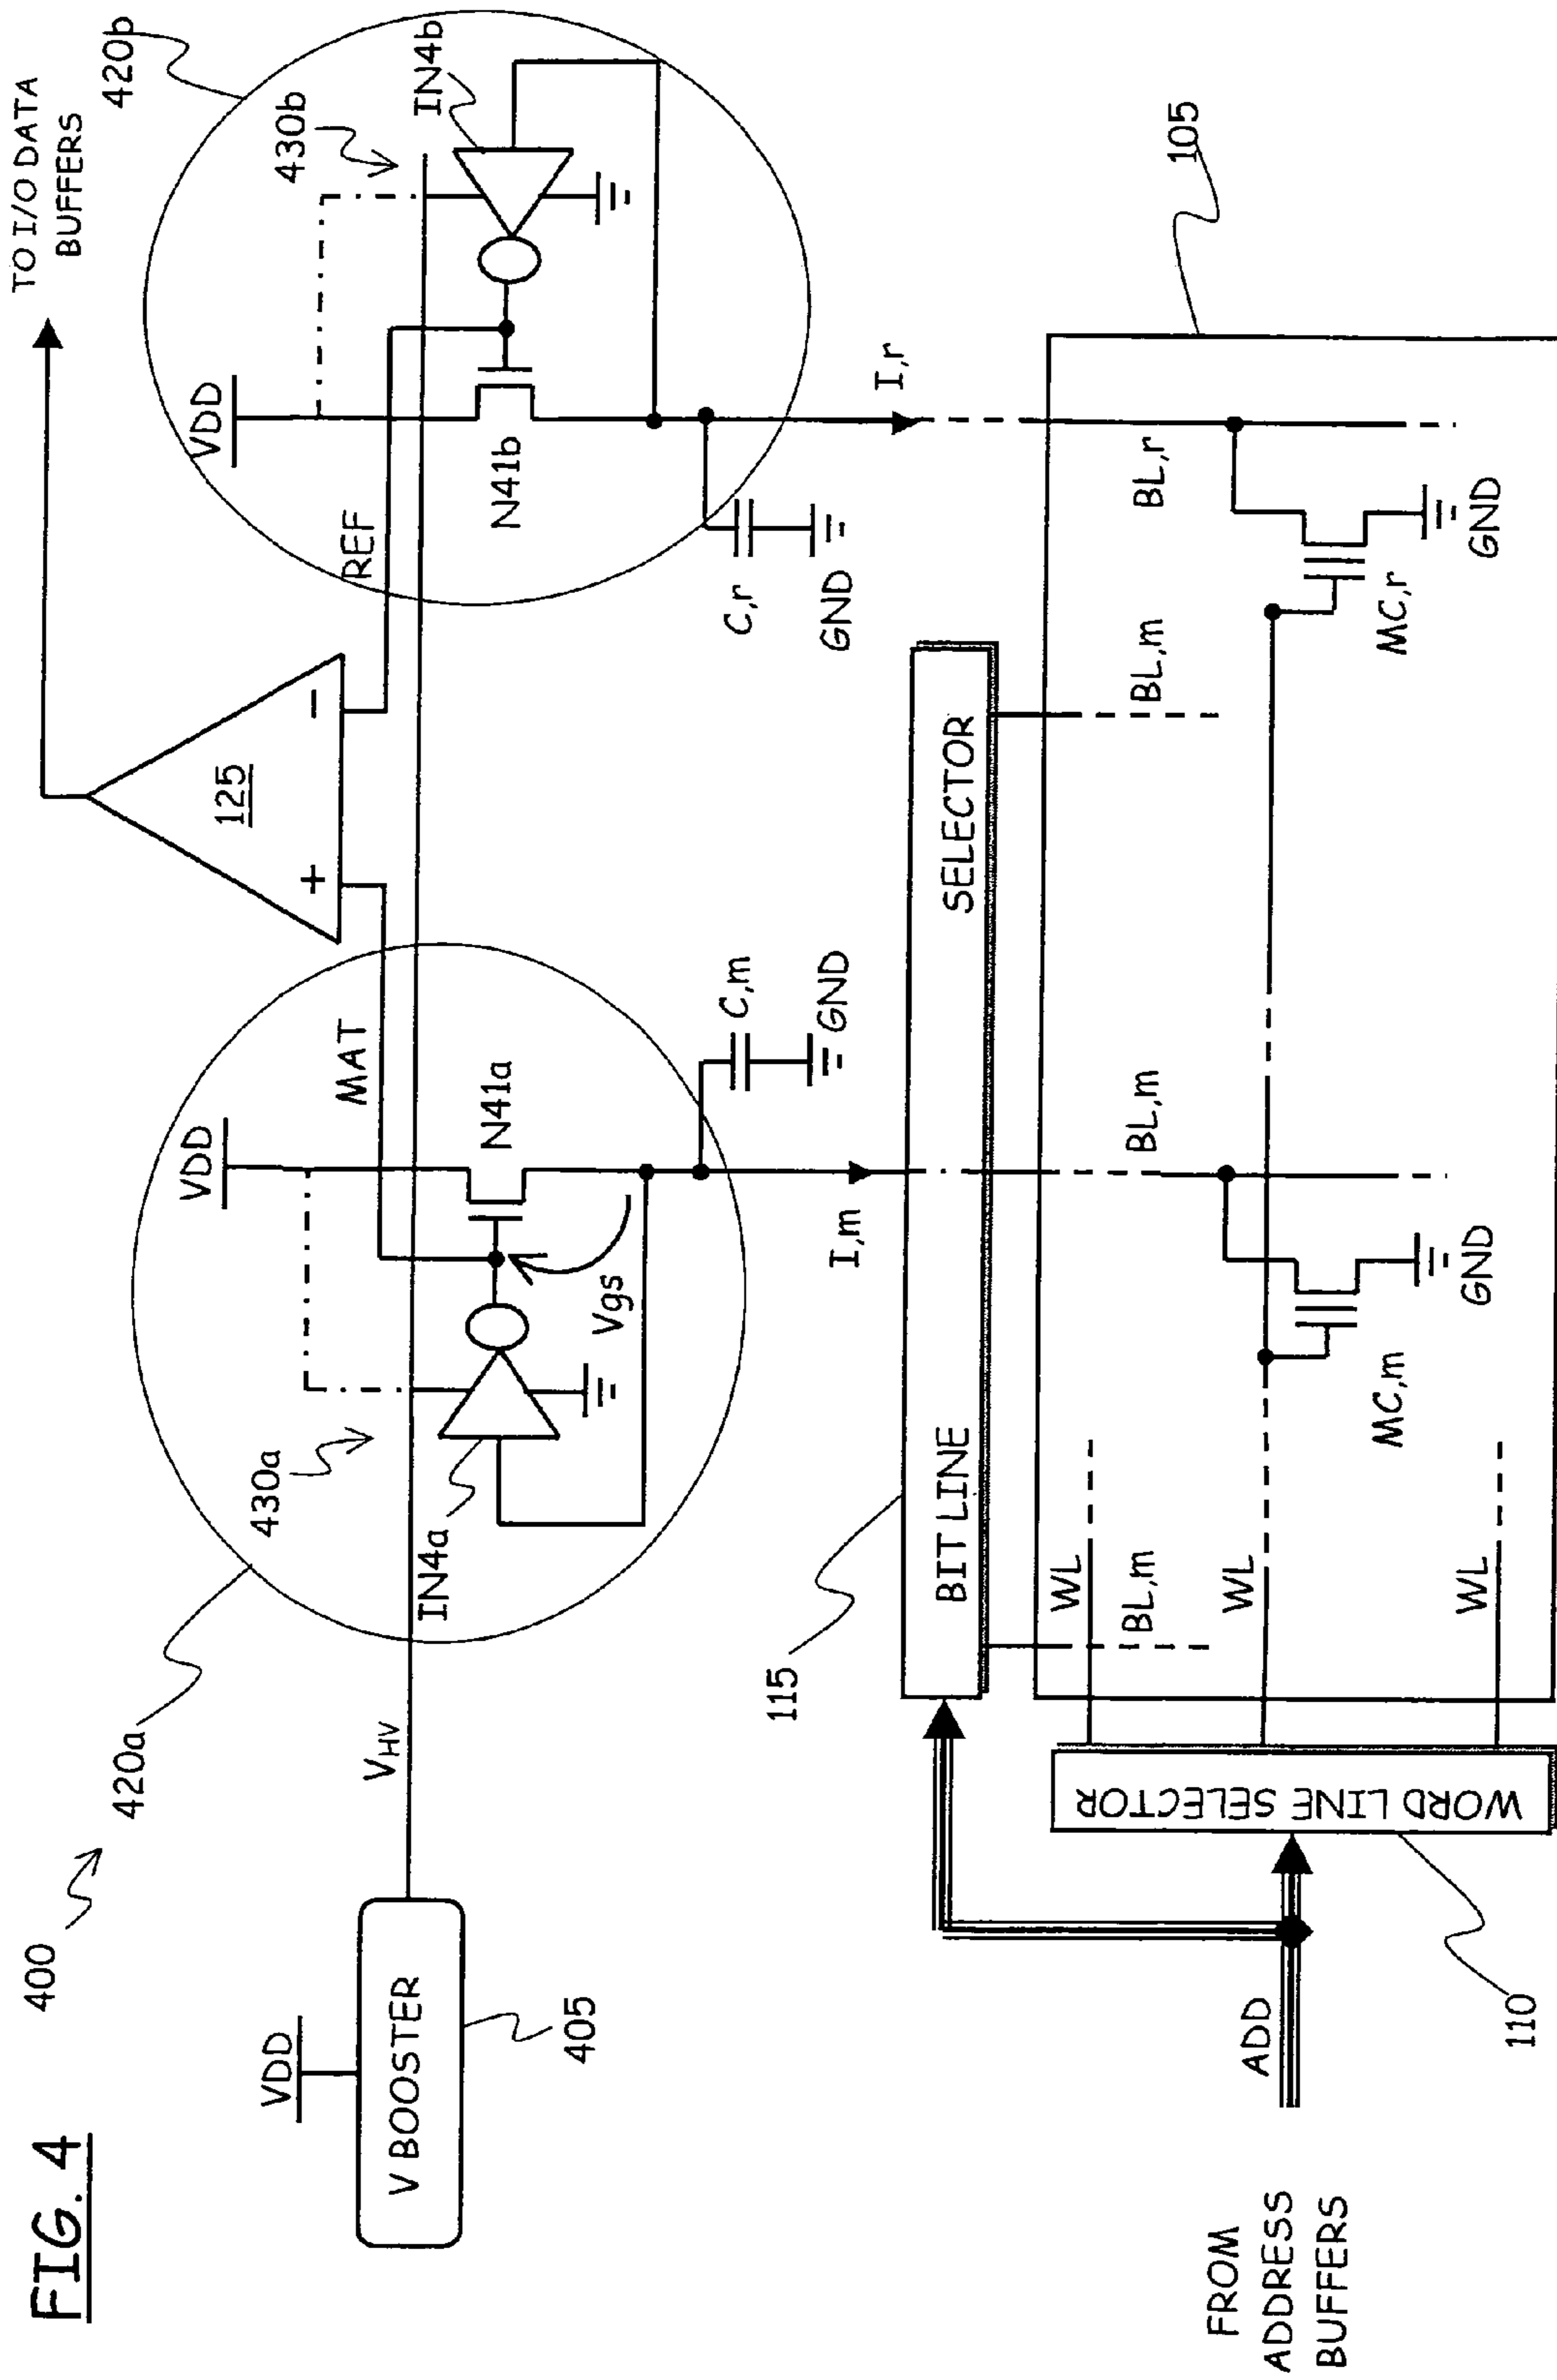 FIG. 4
400
TO I/O DATA
BUFFERS
420a
420b
VDD
V BOOSTER
405
VHV
430a
IN4a
VDD
MAT
N41a
Vgs
C,m
GND
I,m
+
-
125
REF
VDD
N41b
430b
IN4b
C,r
GND
I,r
115
BIT LINE
SELECTOR
105
FROM
ADDRESS
BUFFERS
ADD
110
WORD LINE SELECTOR
WL
BL,m
WL
WL
BL,m
MC,m
GND
BL,m
BL,r
MC,r
GND